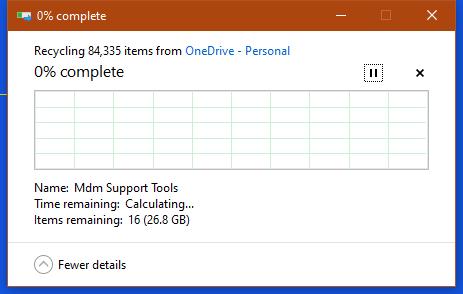 0% complete
Recycling 84,335 items from OneDrive - Personal
0% complete
Name: Mdm Support Tools
Time remaining: Calculating...
Items remaining: 16 (26.8 GB)
Fewer details